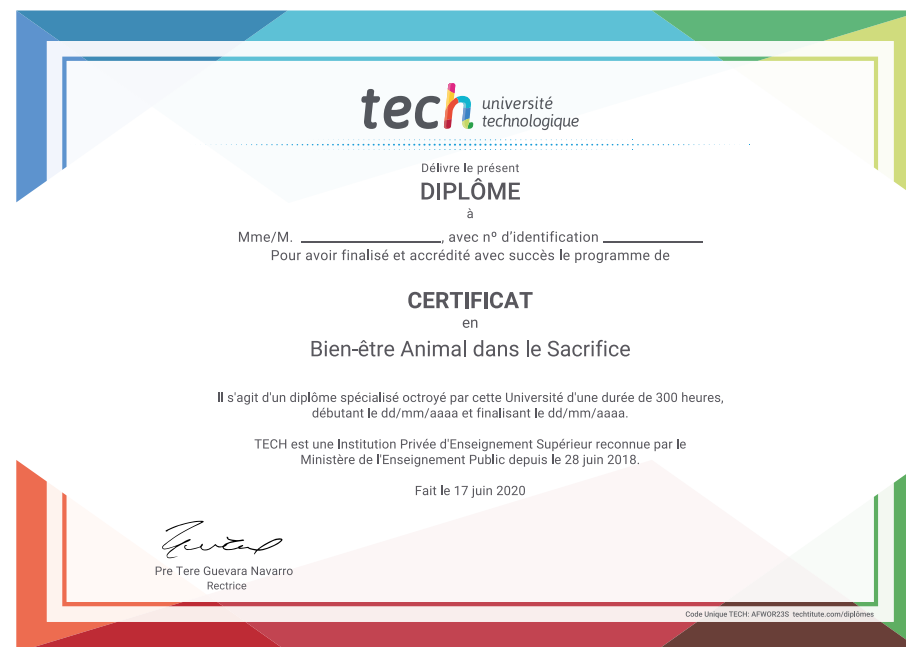 tech université
technologique
Délivre le présent
DIPLÔME
à
Mme/M. ____________________, avec nº d'identification ______________
Pour avoir finalisé et accrédité avec succès le programme de
CERTIFICAT
en
Bien-être Animal dans le Sacrifice
Il s'agit d'un diplôme spécialisé octroyé par cette Université d'une durée de 300 heures,
débutant le dd/mm/aaaa et finalisant le dd/mm/aaaa.
TECH est une Institution Privée d'Enseignement Supérieur reconnue par le
Ministère de l'Enseignement Public depuis le 28 juin 2018.
Fait le 17 juin 2020
Pre Tere Guevara Navarro
Rectrice
Code Unique TECH: AFWOR23S techtitute.com/diplômes